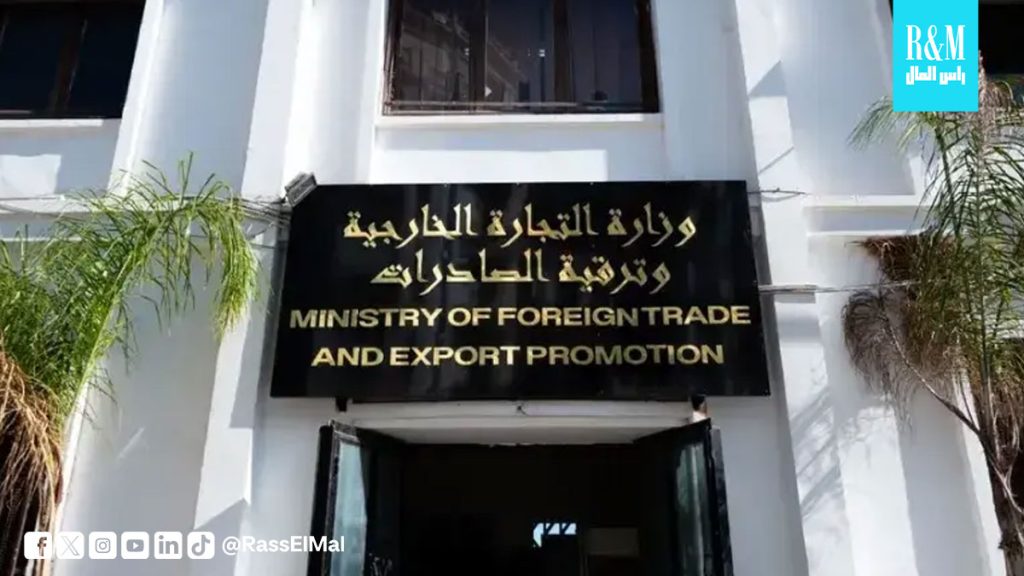 R&M
راس المال
وزارة التجارة الخارجية
وترقية الصادرات
MINISTRY OF FOREIGN TRADE
AND EXPORT PROMOTION
@RassElMal